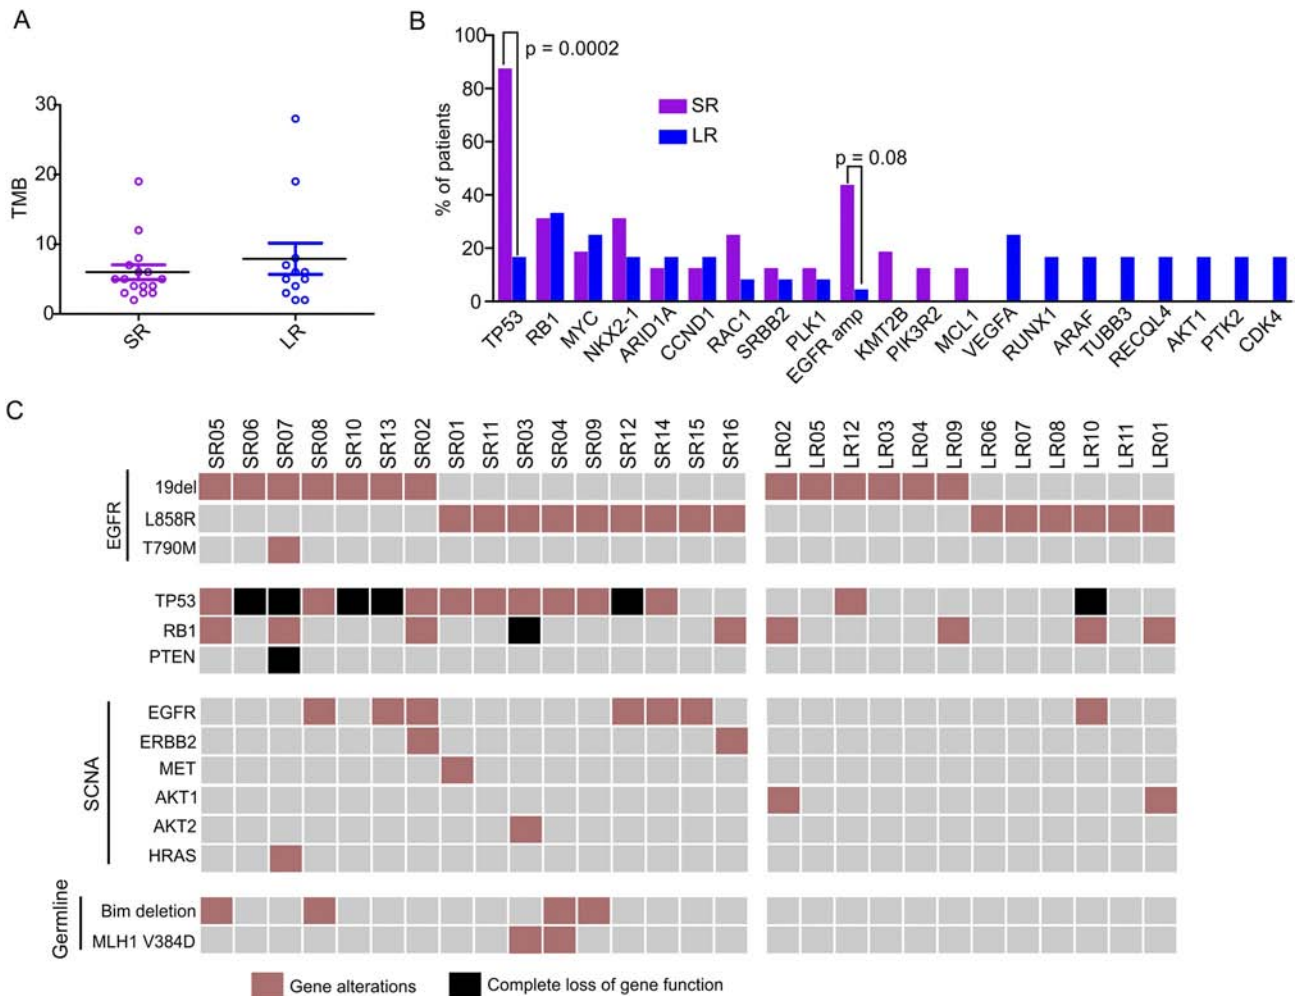 A
30
20
10
0
TMB
SR
LR
B
100
80
60
40
20
0
% of patients
p = 0.0002
p = 0.08
SR
LR
TP53
RB1
MYC
NKX2-1
ARID1A
CCND1
RAC1
SRBB2
PLK1
EGFR amp
KMT2B
PIK3R2
MCL1
VEGFA
RUNX1
ARAF
TUBB3
RECQL4
AKT1
PTK2
CDK4
C
SR05 SR06 SR07 SR08 SR10 SR13 SR02 SR01 SR11 SR03 SR04 SR09 SR12 SR14 SR15 SR16 LR02 LR05 LR12 LR03 LR04 LR09 LR06 LR07 LR08 LR10 LR11 LR01
EGFR
19del
L858R
T790M
TP53
RB1
PTEN
SCNA
EGFR
ERBB2
MET
AKT1
AKT2
HRAS
Germline
Bim deletion
MLH1 V384D
Gene alterations
Complete loss of gene function